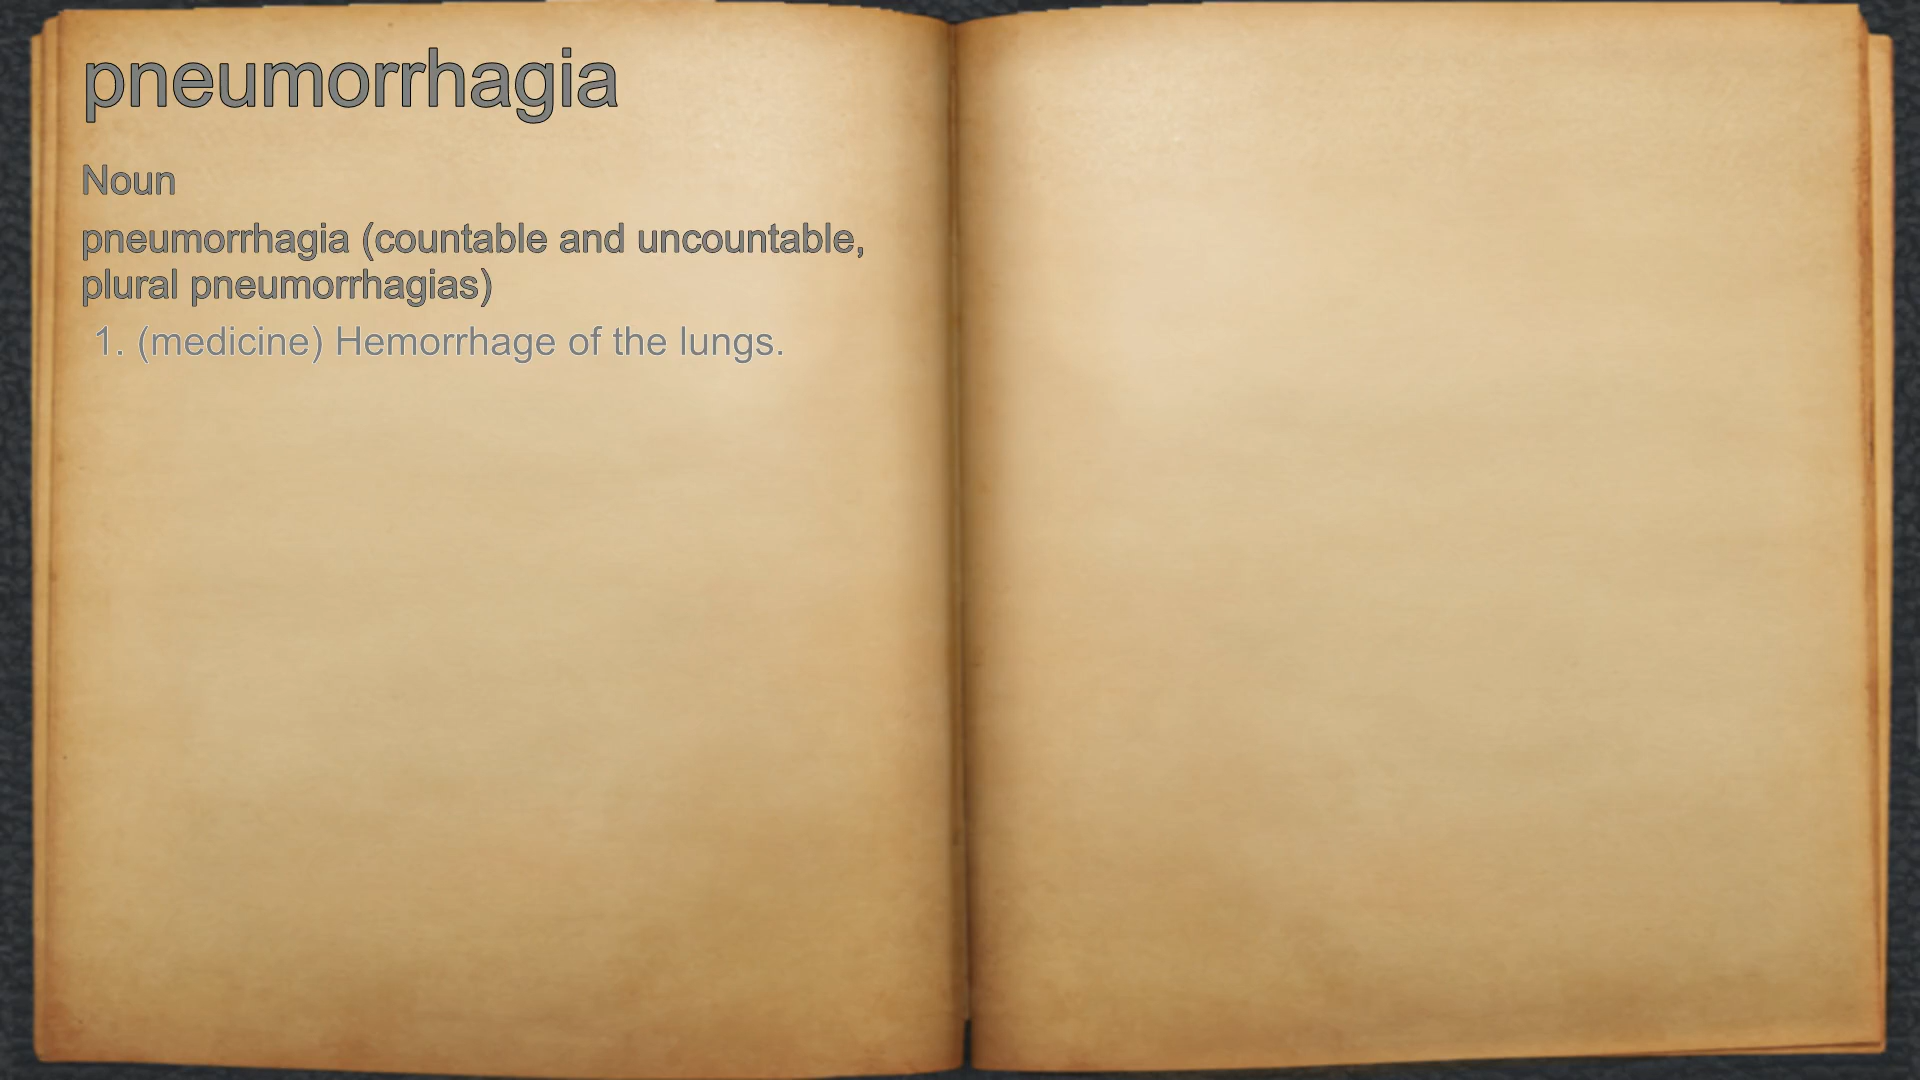 pneumorrhagia
Noun
pneumorrhagia (countable and uncountable,
plural pneumorrhagias)
1. (medicine) Hemorrhage of the lungs.